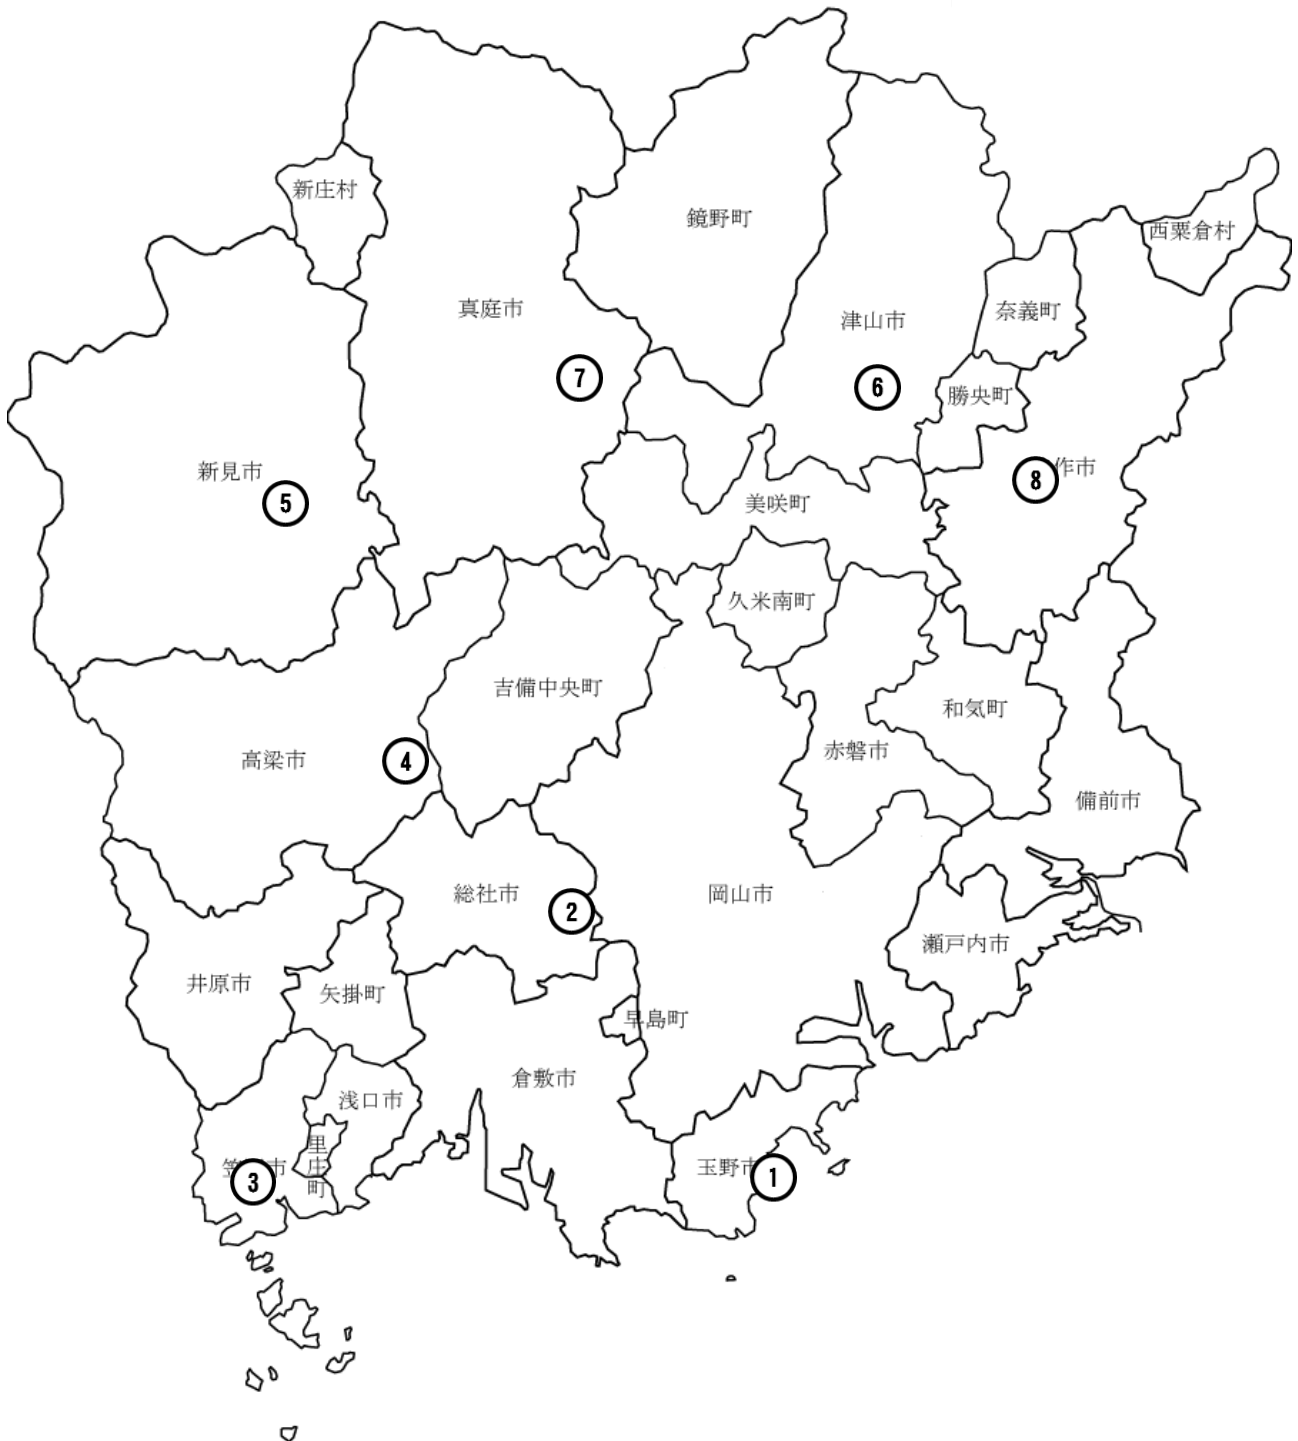 新庄村
西粟倉村
鏡野町
真庭市
奈義町
津山市
7
6
勝央町
新見市
作市
8
5
美咲町
久米南町
吉備中央町
和気町
赤磐市
高梁市
4
備前市
総社市
岡山市
2
瀬戸内市
井原市
矢掛町
早島町
倉敷市
浅口市
里庄町
市
3
玉野市
1